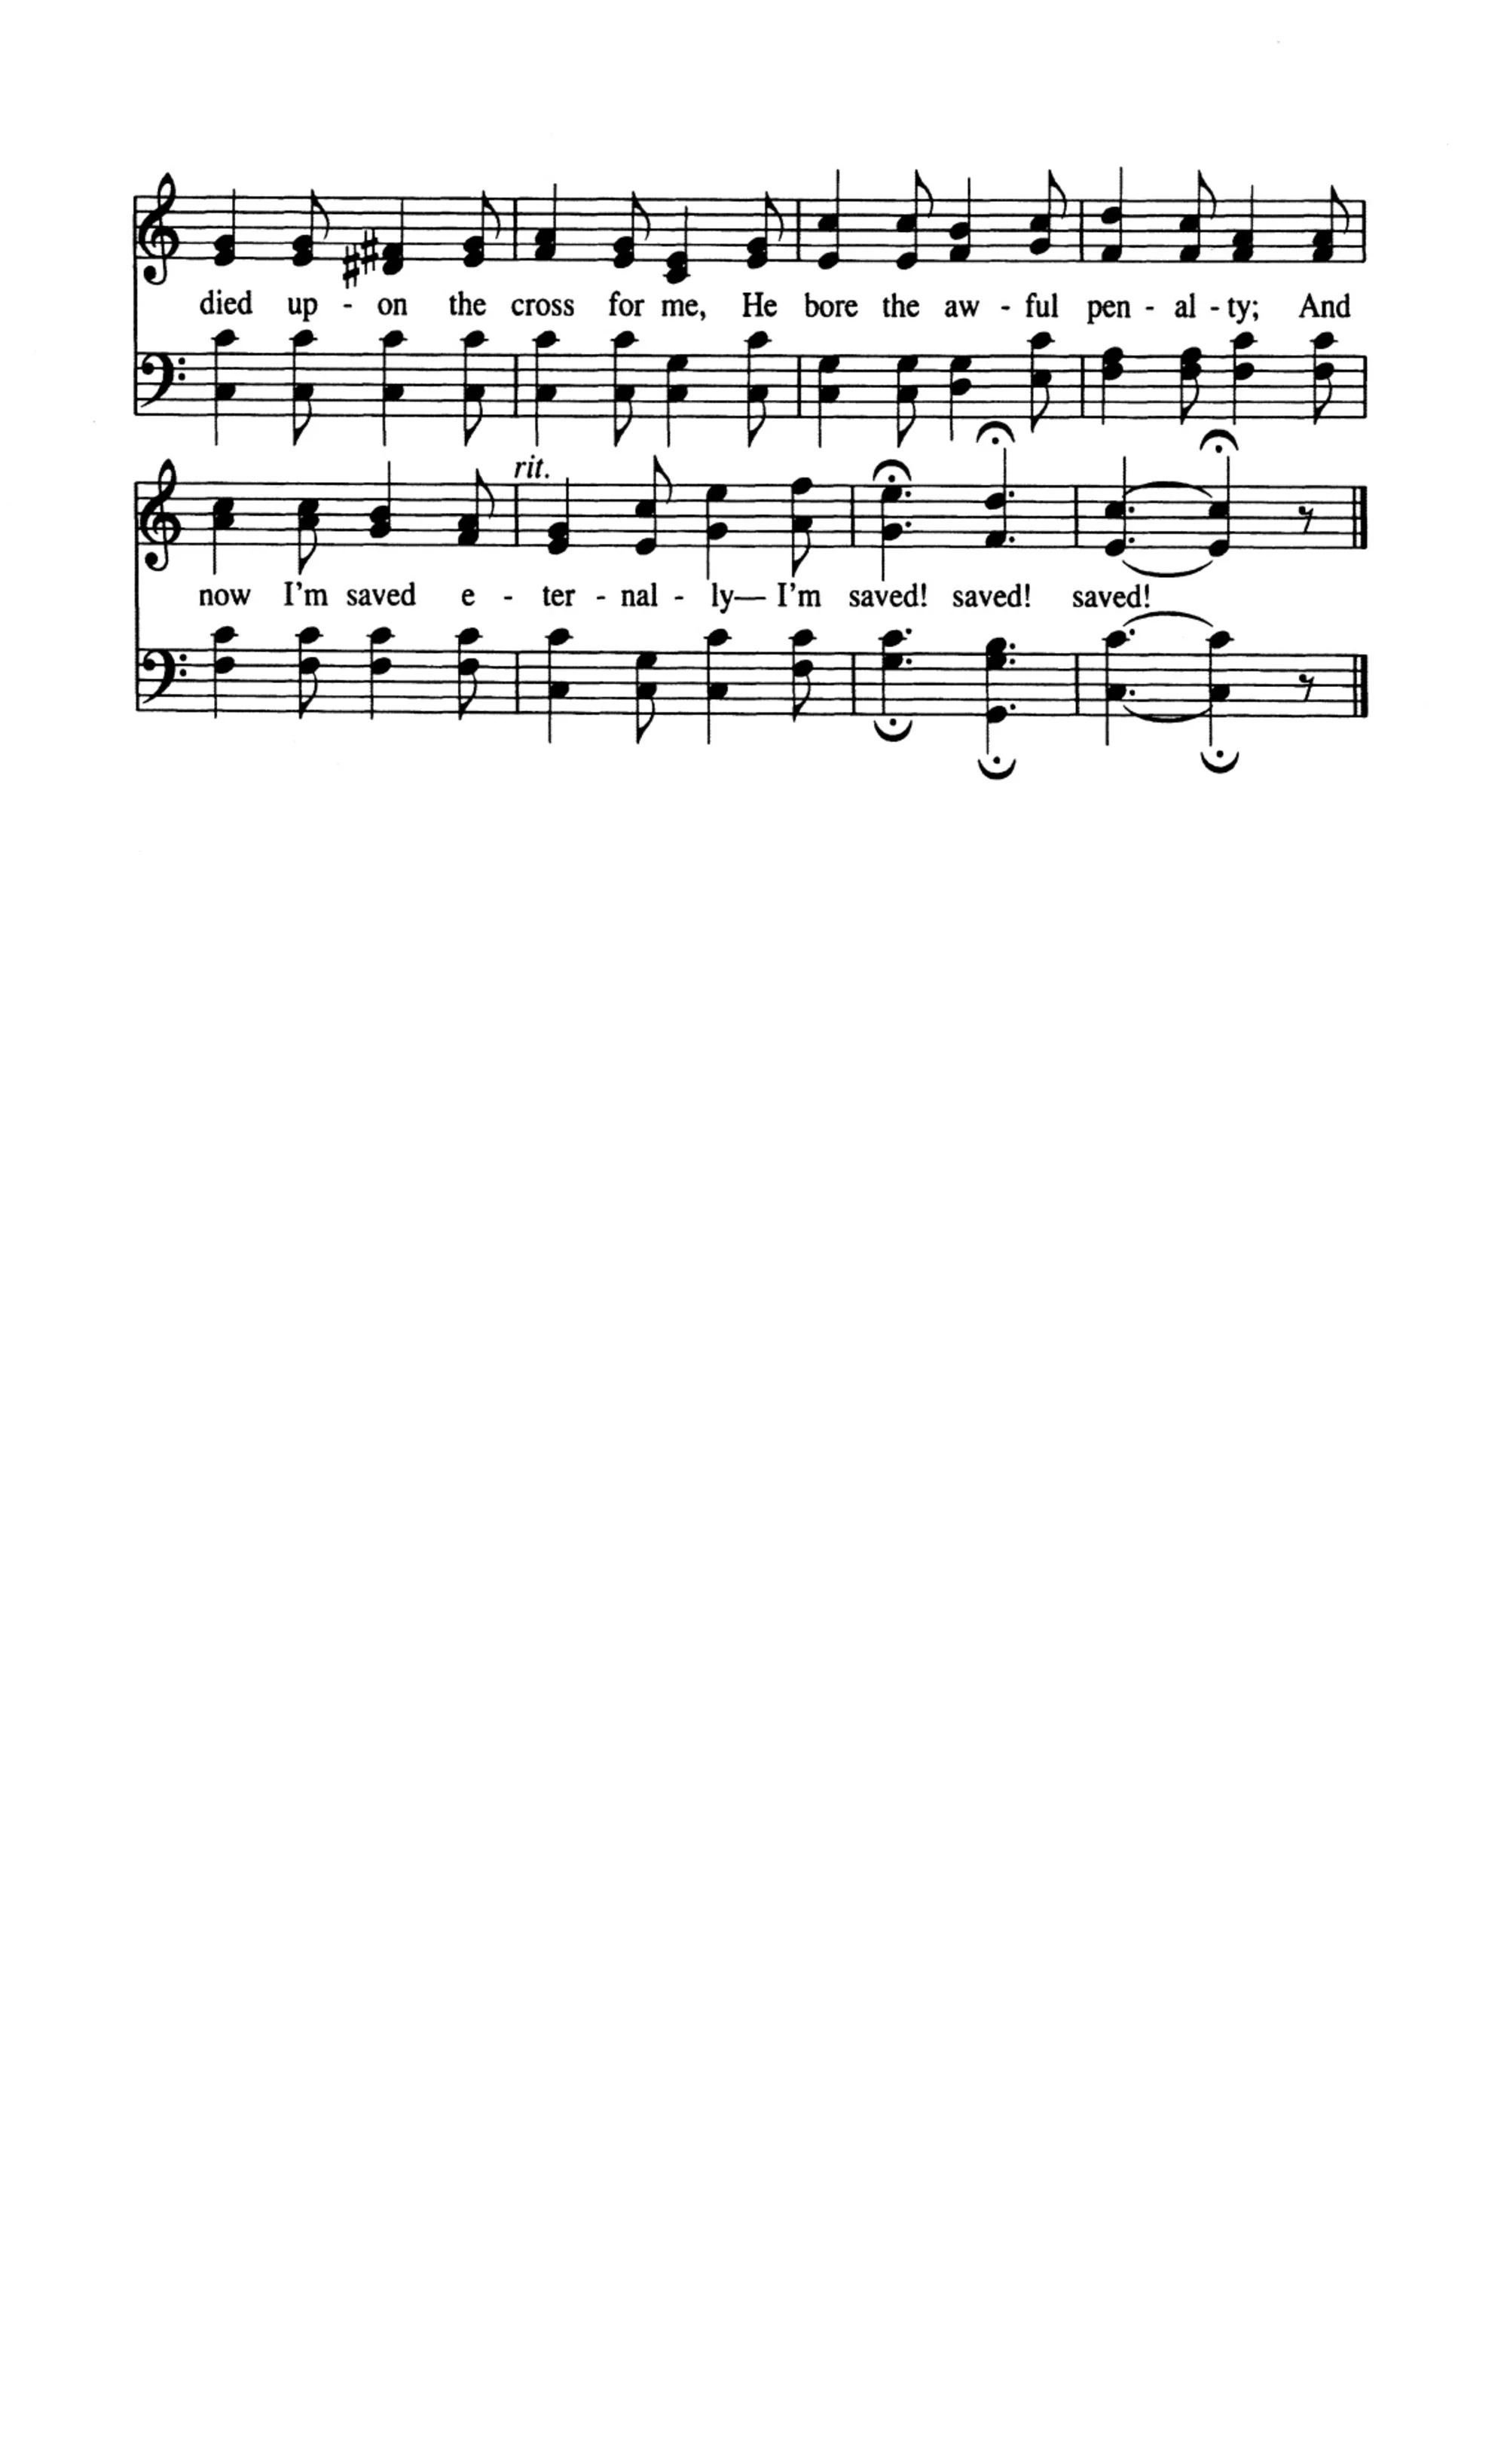 died up - on the cross for me, He bore the aw - ful pen - al - ty; And
rit.
now I'm saved e - ter - nal - ly— I'm saved! saved! saved!